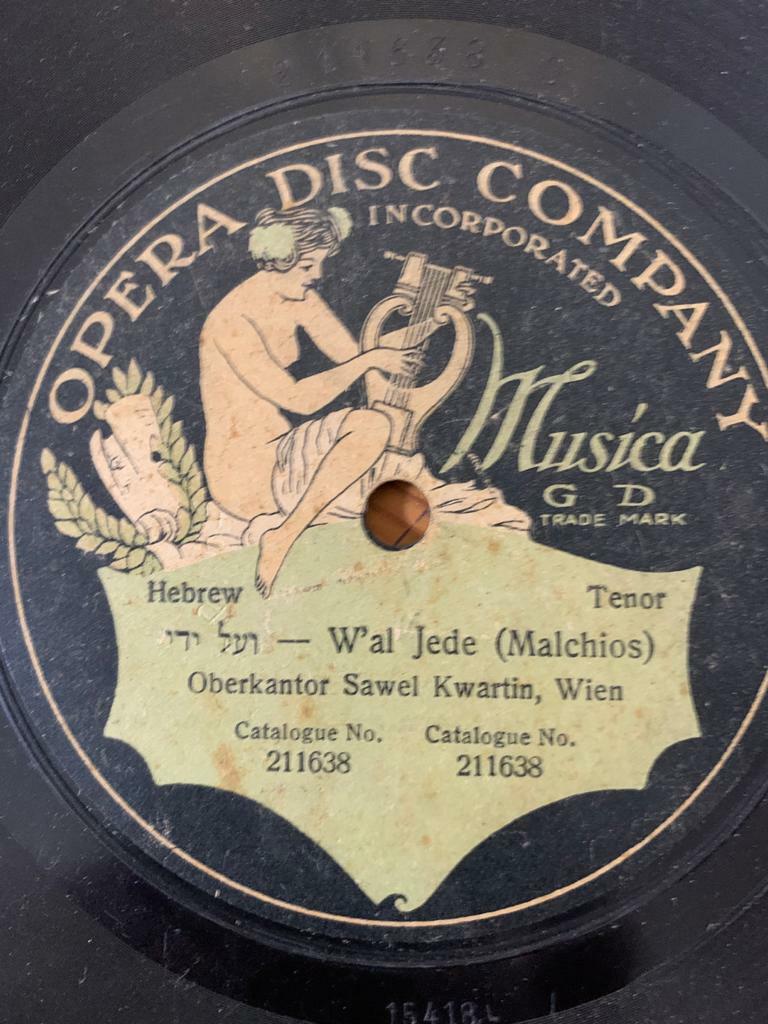 OPERA DISC COMPANY
INCORPORATED
Musica
G D
TRADE MARK
Hebrew Tenor
ועל ידי — W'al Jede (Malchios)
Oberkantor Sawel Kwartin, Wien
Catalogue No. Catalogue No.
211638 211638